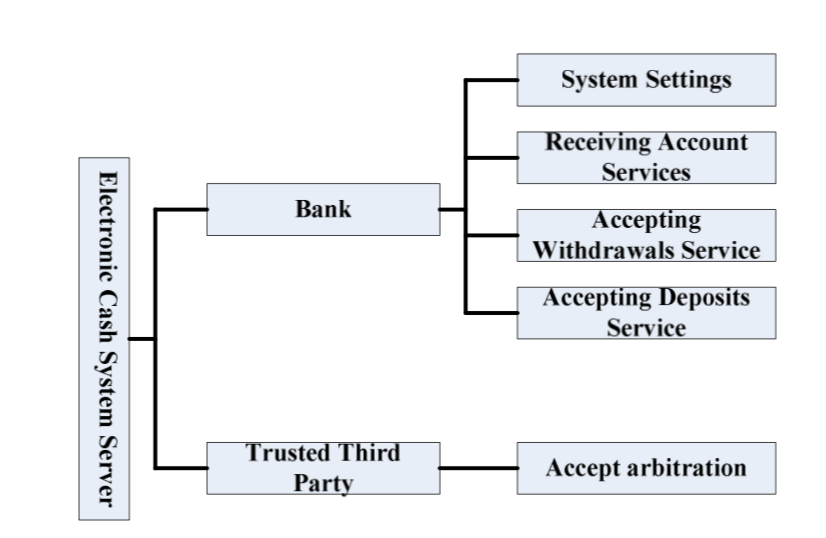 Electronic Cash System Server
Bank
System Settings
Receiving Account
Services
Accepting
Withdrawals Service
Accepting Deposits
Service
Trusted Third
Party
Accept arbitration